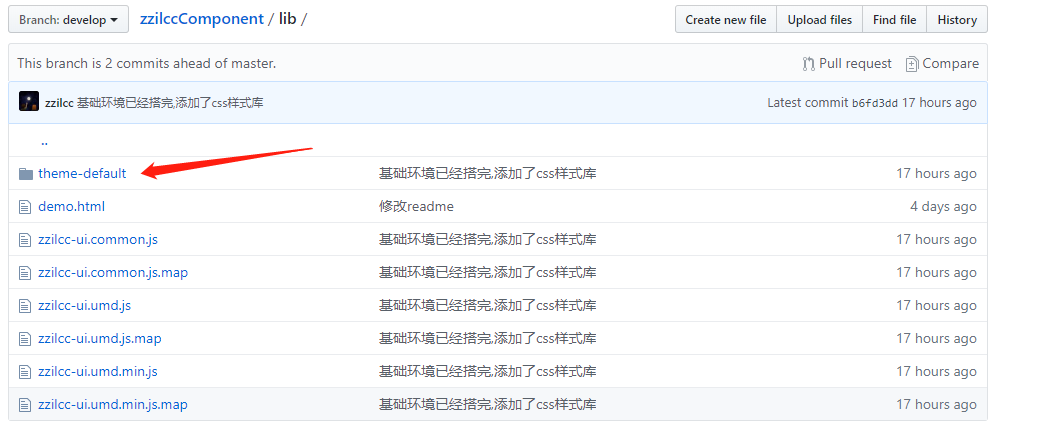 Branch: develop zzilccComponent / lib / Create new file Upload files Find file History
This branch is 2 commits ahead of master. Pull request Compare
zzilcc 基础环境已经搭完,添加了css样式库 Latest commit b6fd3dd 17 hours ago
..
theme-default 基础环境已经搭完,添加了css样式库 17 hours ago
demo.html 修改readme 4 days ago
zzilcc-ui.common.js 基础环境已经搭完,添加了css样式库 17 hours ago
zzilcc-ui.common.js.map 基础环境已经搭完,添加了css样式库 17 hours ago
zzilcc-ui.umd.js 基础环境已经搭完,添加了css样式库 17 hours ago
zzilcc-ui.umd.js.map 基础环境已经搭完,添加了css样式库 17 hours ago
zzilcc-ui.umd.min.js 基础环境已经搭完,添加了css样式库 17 hours ago
zzilcc-ui.umd.min.js.map 基础环境已经搭完,添加了css样式库 17 hours ago